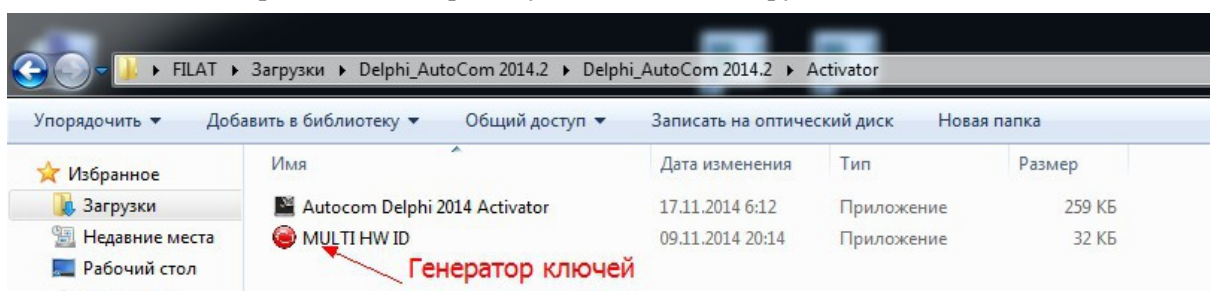 FILAT Загрузки Delphi_AutoCom 2014.2 Delphi_AutoCom 2014.2 Activator
Упорядочить Добавить в библиотеку Общий доступ Записать на оптический диск Новая папка
Избранное Имя Дата изменения Тип Размер
Загрузки Autocom Delphi 2014 Activator 17.11.2014 6:12 Приложение 259 КБ
Недавние места MULTI HW ID 09.11.2014 20:14 Приложение 32 КБ
Рабочий стол Генератор ключей